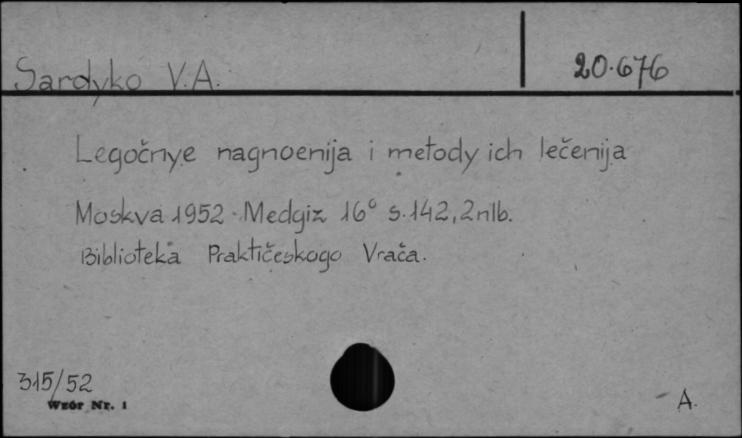 Sardyko V.A.
20.676
Legočnye nagnoenija i metody ich lečenija
Moskva 1952. Medgiz 16° s.142, 2nlb.
Biblioteka Praktičeskogo Vrača.
315/52
Wzór Nr. 1
A.